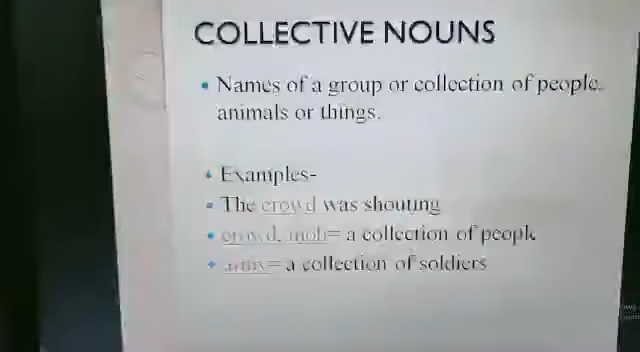 COLLECTIVE NOUNS
• Names of a group or collection of people,
animals or things.
• Examples-
• The crowd was shouting
• crowd, mob= a collection of people
• army= a collection of soldiers